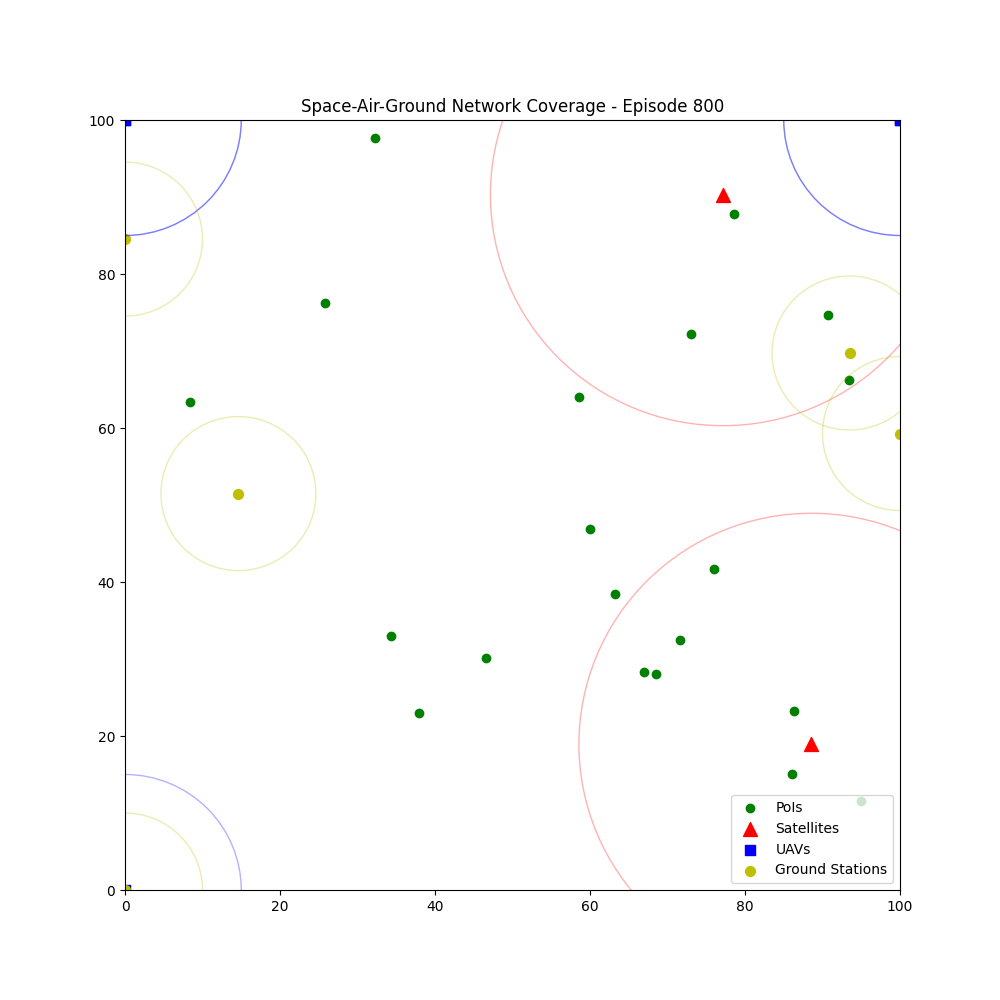 Space-Air-Ground Network Coverage - Episode 800
100
80
60
40
20
0
0 20 40 60 80 100
PoIs
Satellites
UAVs
Ground Stations